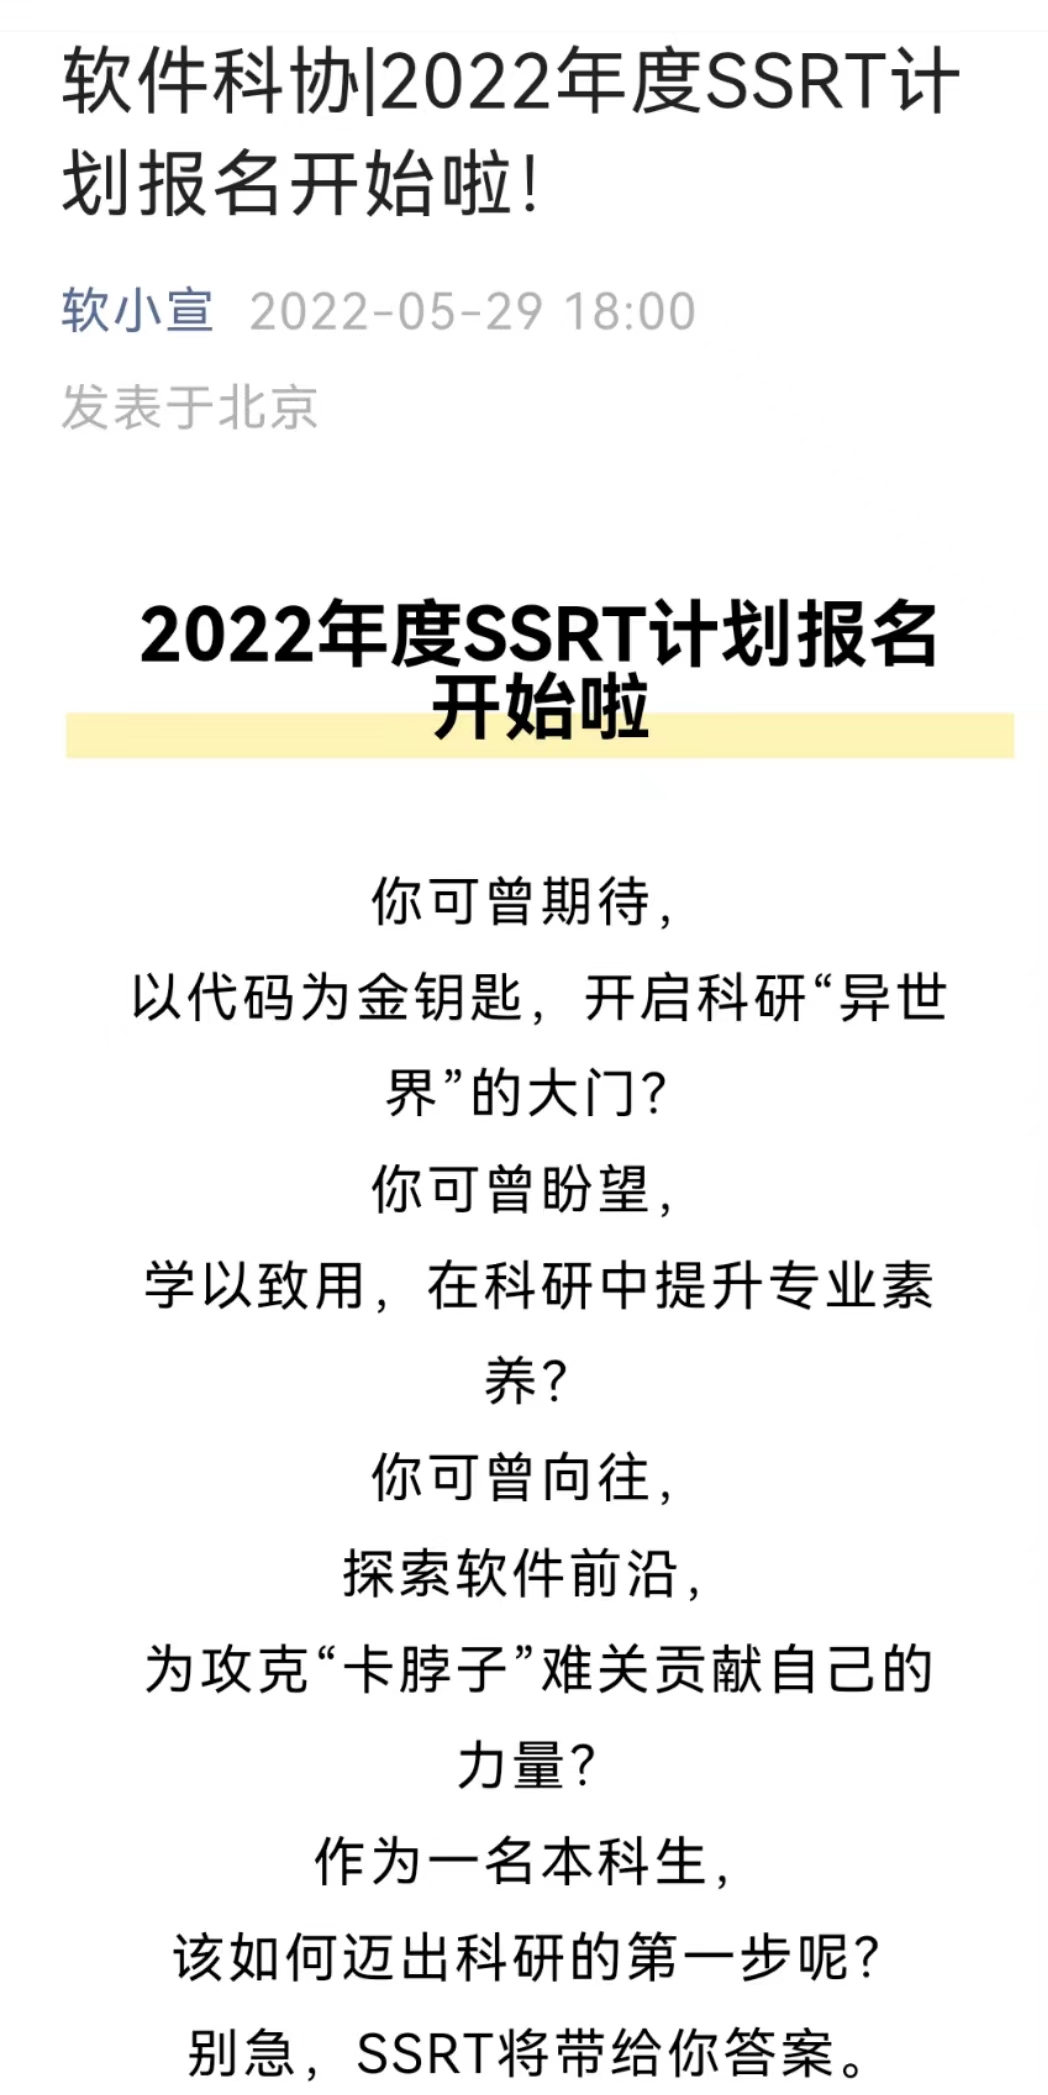 软件科协|2022年度SSRT计
划报名开始啦!
软小宣 2022-05-29 18:00
发表于北京
2022年度SSRT计划报名
开始啦
你可曾期待，
以代码为金钥匙，开启科研“异世
界”的大门？
你可曾盼望，
学以致用，在科研中提升专业素
养？
你可曾向往，
探索软件前沿，
为攻克“卡脖子”难关贡献自己的
力量？
作为一名本科生，
该如何迈出科研的第一步呢？
别急，SSRT将带给你答案。